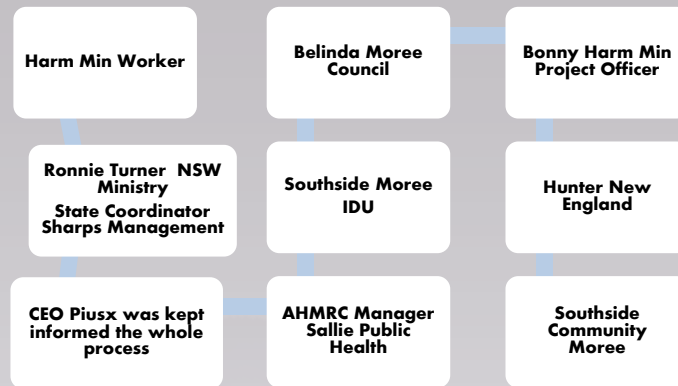 Harm Min Worker
Ronnie Turner NSW
Ministry
State Coordinator
Sharps Management
CEO Piusx was kept
informed the whole
process
AHMRC Manager
Sallie Public
Health
Southside Moree
IDU
Belinda Moree
Council
Bonny Harm Min
Project Officer
Hunter New
England
Southside
Community
Moree